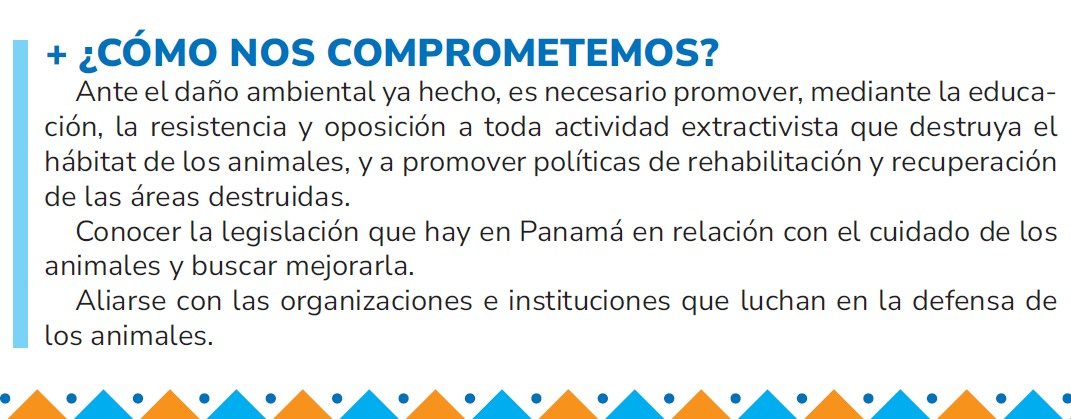 + ¿CÓMO NOS COMPROMETEMOS?
Ante el daño ambiental ya hecho, es necesario promover, mediante la educa-
ción, la resistencia y oposición a toda actividad extractivista que destruya el
hábitat de los animales, y a promover políticas de rehabilitación y recuperación
de las áreas destruidas.
Conocer la legislación que hay en Panamá en relación con el cuidado de los
animales y buscar mejorarla.
Aliarse con las organizaciones e instituciones que luchan en la defensa de
los animales.